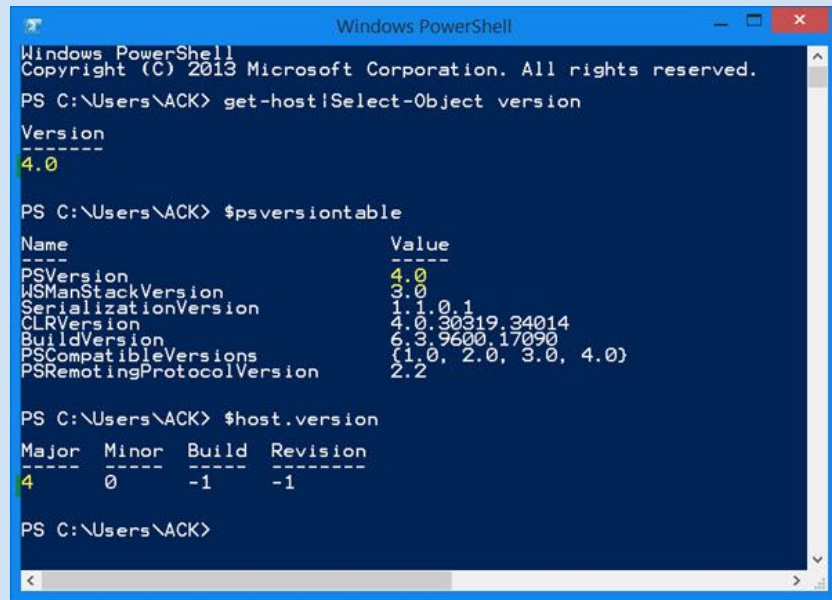 Windows PowerShell
Windows PowerShell
Copyright (C) 2013 Microsoft Corporation. All rights reserved.
PS C:\Users\ACK> get-host|Select-Object version
Version
-------
4.0
PS C:\Users\ACK> $psversiontable
Name Value
---- -----
PSVersion 4.0
WSManStackVersion 3.0
SerializationVersion 1.1.0.1
CLRVersion 4.0.30319.34014
BuildVersion 6.3.9600.17090
PSCompatibleVersions {1.0, 2.0, 3.0, 4.0}
PSRemotingProtocolVersion 2.2
PS C:\Users\ACK> $host.version
Major Minor Build Revision
----- ----- ----- --------
4 0 -1 -1
PS C:\Users\ACK>